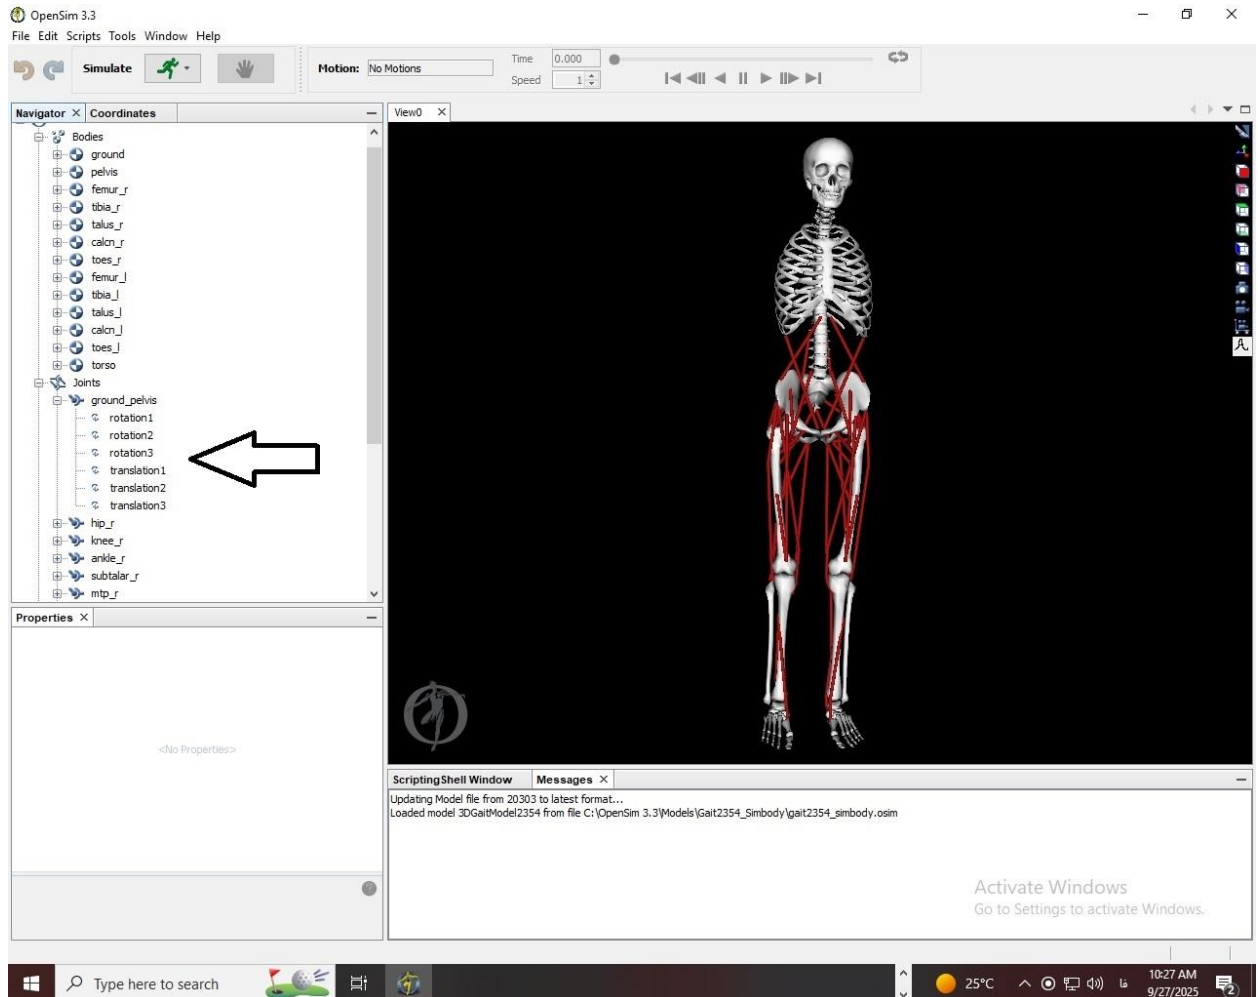 OpenSim 3.3
File Edit Scripts Tools Window Help
Simulate
Motion: No Motions
Time 0.000
Speed 1
Navigator Coordinates
Bodies
ground
pelvis
femur_r
tibia_r
talus_r
calcn_r
toes_r
femur_l
tibia_l
talus_l
calcn_l
toes_l
torso
Joints
ground_pelvis
rotation1
rotation2
rotation3
translation1
translation2
translation3
hip_r
knee_r
ankle_r
subtalar_r
mtp_r
Properties
<No Properties>
View0
ScriptingShell Window Messages
Updating Model file from 20303 to latest format...
Loaded model 3DGaitModel2354 from file C:\OpenSim 3.3\Models\Gait2354_Simbody\gait2354_simbody.osim
Activate Windows
Go to Settings to activate Windows.
Type here to search
25°C
فا
10:27 AM
9/27/2025
2